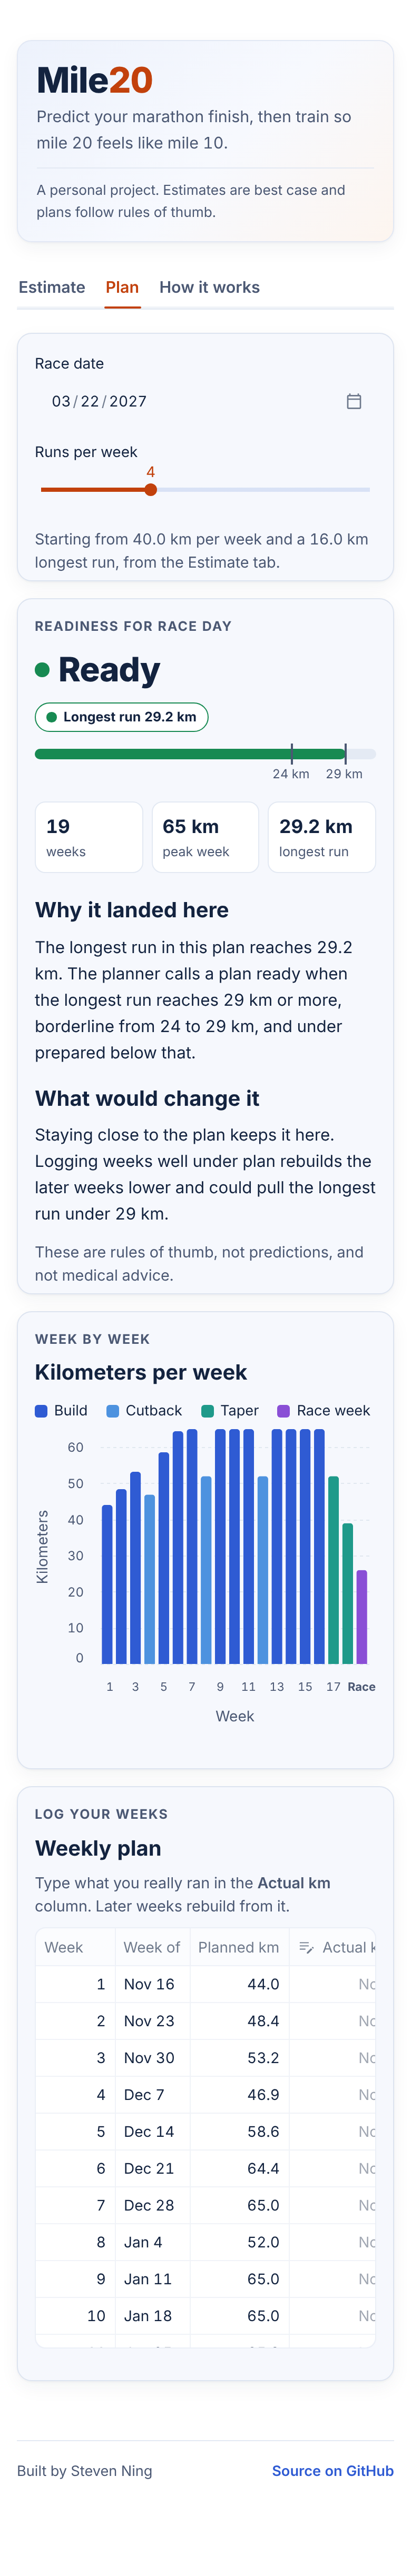 Mile20
Predict your marathon finish, then train so
mile 20 feels like mile 10.
A personal project. Estimates are best case and
plans follow rules of thumb.
Estimate Plan How it works
Race date
03/22/2027
Runs per week
4
Starting from 40.0 km per week and a 16.0 km
longest run, from the Estimate tab.
READINESS FOR RACE DAY
Ready
Longest run 29.2 km
24 km 29 km
19 65 km 29.2 km
weeks peak week longest run
Why it landed here
The longest run in this plan reaches 29.2
km. The planner calls a plan ready when
the longest run reaches 29 km or more,
borderline from 24 to 29 km, and under
prepared below that.
What would change it
Staying close to the plan keeps it here.
Logging weeks well under plan rebuilds the
later weeks lower and could pull the longest
run under 29 km.
These are rules of thumb, not predictions, and
not medical advice.
WEEK BY WEEK
Kilometers per week
Build Cutback Taper Race week
60
50
40
30
20
10
0
Kilometers
1 3 5 7 9 11 13 15 17 Race
Week
LOG YOUR WEEKS
Weekly plan
Type what you really ran in the Actual km
column. Later weeks rebuild from it.
Week Week of Planned km Actual k
1 Nov 16 44.0 No
2 Nov 23 48.4 No
3 Nov 30 53.2 No
4 Dec 7 46.9 No
5 Dec 14 58.6 No
6 Dec 21 64.4 No
7 Dec 28 65.0 No
8 Jan 4 52.0 No
9 Jan 11 65.0 No
10 Jan 18 65.0 No
Built by Steven Ning Source on GitHub